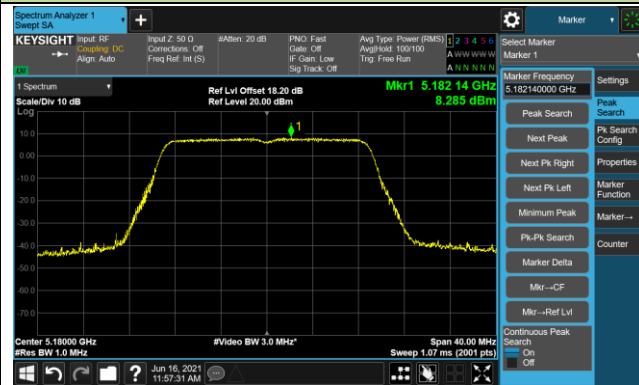 Spectrum Analyzer 1
Swept SA
+
Marker
KEYSIGHT
Input: RF
Coupling: DC
Align: Auto
Input Z: 50 Ω
Corrections: Off
Freq Ref: Int (S)
#Atten: 20 dB
PNO: Fast
Gate: Off
IF Gain: Low
Sig Track: Off
Avg Type: Power (RMS)
Avg|Hold: 100/100
Trig: Free Run
1 2 3 4 5 6
A W W W W W
A N N N N N
Select Marker
Marker 1
1 Spectrum
Scale/Div 10 dB
Ref Lvl Offset 18.20 dB
Ref Level 20.00 dBm
Mkr1 5.182 14 GHz
8.285 dBm
Log
10.0
0.00
-10.0
-20.0
-30.0
-40.0
-50.0
-60.0
-70.0
1
Center 5.18000 GHz
#Res BW 1.0 MHz
#Video BW 3.0 MHz*
Span 40.00 MHz
Sweep 1.07 ms (2001 pts)
Marker Frequency
5.182140000 GHz
Peak Search
Next Peak
Next Pk Right
Next Pk Left
Minimum Peak
Pk-Pk Search
Marker Delta
Mkr→CF
Mkr→Ref Lvl
Continuous Peak
Search
On
Off
Settings
Peak
Search
Pk Search
Config
Properties
Marker
Function
Marker→
Counter
?
Jun 16, 2021
11:57:31 AM